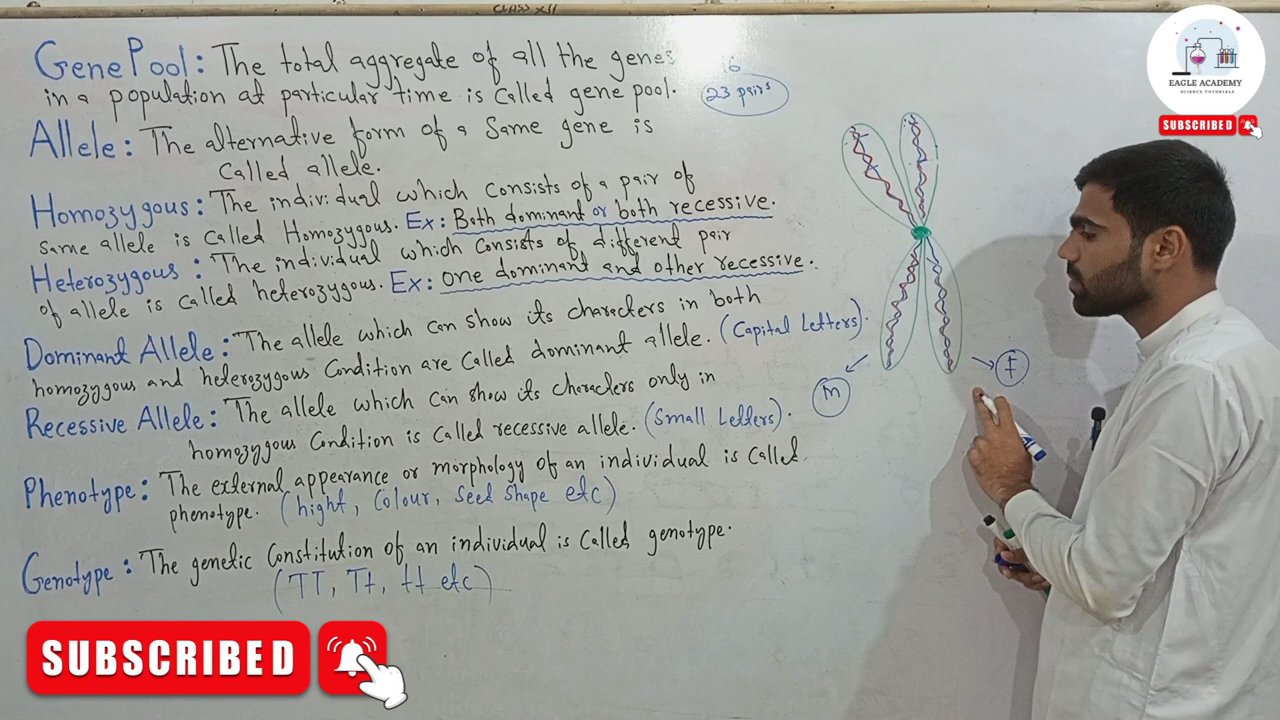 CLASS XII
Gene Pool: The total aggregate of all the genes
in a population at particular time is called gene pool.
16
23 pairs
Allele: The alternative form of a Same gene is
Called allele.
Homozygous: The individual which Consists of a pair of
same allele is called Homozygous. Ex: Both dominant or both recessive.
Heterozygous: The individual which Consists of different pair
of allele is called heterozygous. Ex: one dominant and other recessive.
Dominant Allele: The allele which can show its characters in both
homozygous and heterozygous Condition are Called dominant allele. (Capital Letters).
Recessive Allele: The allele which can show its characters only in
homozygous Condition is called recessive allele. (Small Letters).
Phenotype: The external appearance or morphology of an individual is called
phenotype. (hight, Colour, Seed shape etc)
Genotype: The genetic Constitution of an individual is Called genotype.
(TT, Tt, tt etc)
m
f
EAGLE ACADEMY
SCIENCE TUTORIALS
SUBSCRIBED
SUBSCRIBED